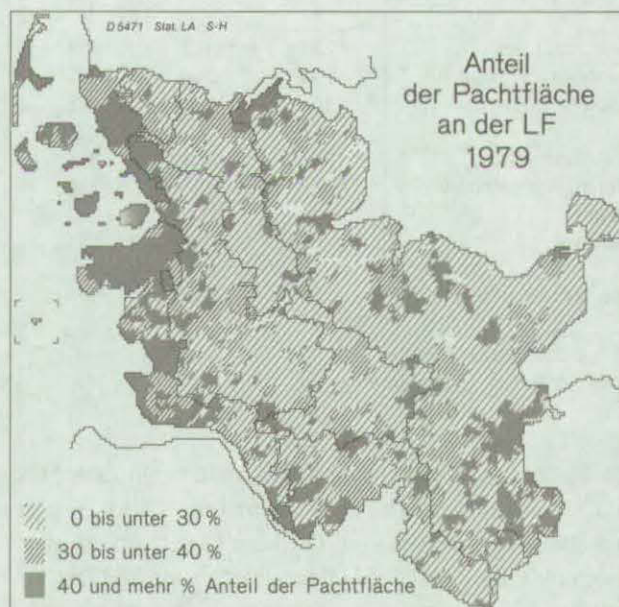 D 5471 Stat. LA S-H
Anteil
der Pachtfläche
an der LF
1979
0 bis unter 30 %
30 bis unter 40 %
40 und mehr % Anteil der Pachtfläche